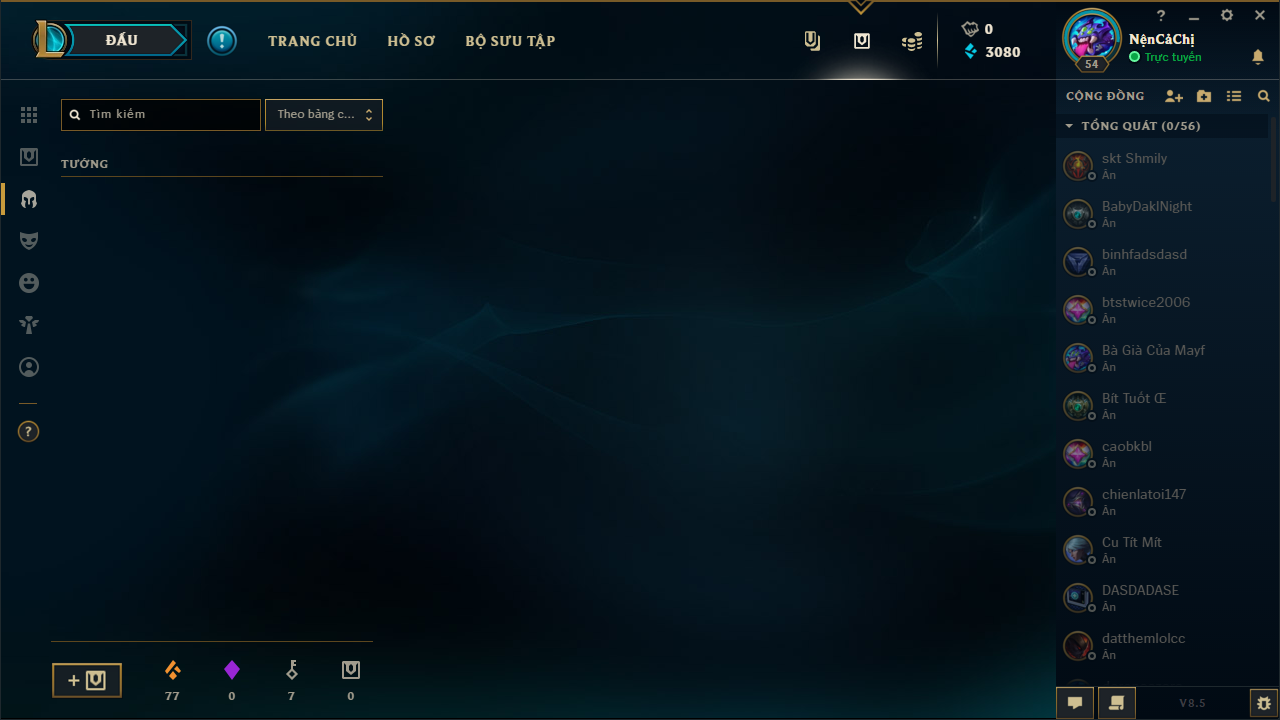 ĐẤU
!
TRANG CHỦ
HỒ SƠ
BỘ SƯU TẬP
0
3080
54
?
NệnCảChị
Trực tuyến
CỘNG ĐỒNG
TỔNG QUÁT (0/56)
Tìm kiếm
Theo bảng c...
TƯỚNG
?
skt Shmily
Ẩn
BabyDaklNight
Ẩn
binhfadsdasd
Ẩn
btstwice2006
Ẩn
Bà Già Của Mayf
Ẩn
Bít Tuốt Œ
Ẩn
caobkbl
Ẩn
chienlatoi147
Ẩn
Cu Tít Mít
Ẩn
DASDADASE
Ẩn
datthemlolcc
Ẩn
+
77
0
7
0
V8.5